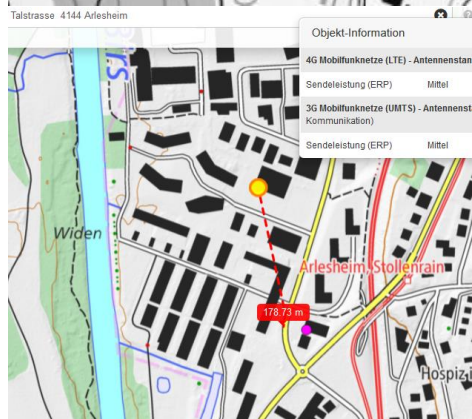 Talstrasse 4144 Arlesheim
Objekt-Information
4G Mobilfunknetze (LTE) - Antennenstan
Sendeleistung (ERP) Mittel
3G Mobilfunknetze (UMTS) - Antennenst
Kommunikation)
Sendeleistung (ERP) Mittel
Birs
Widen
Arlesheim, Stollenrain
178.73 m
Hospiz i